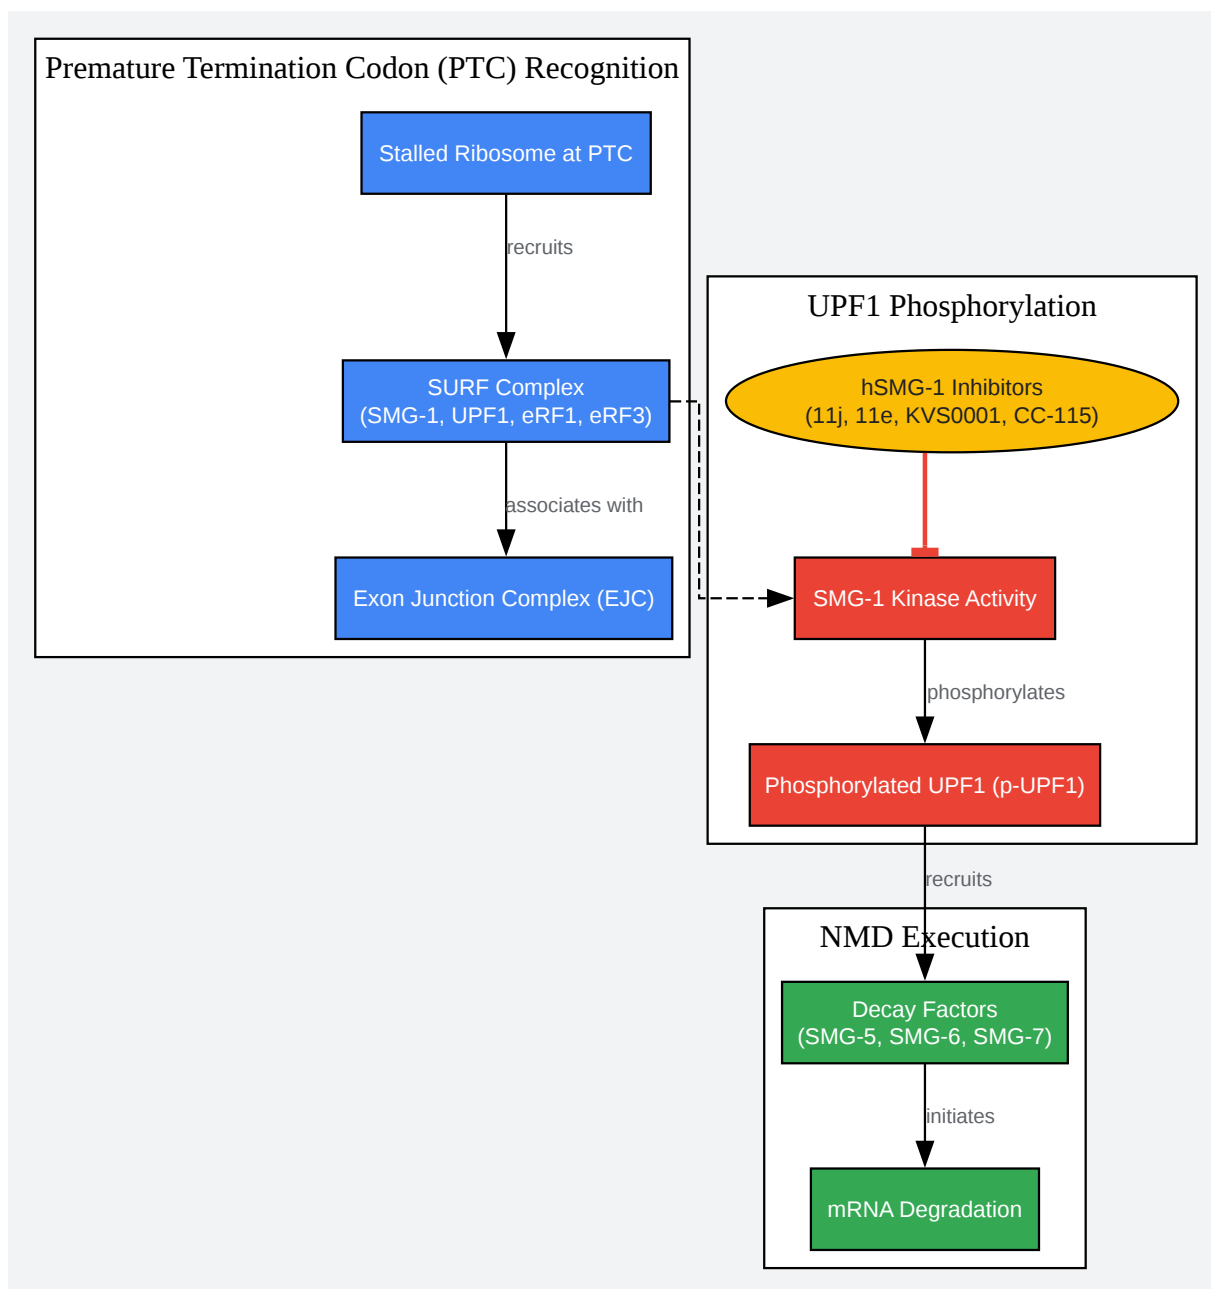 Premature Termination Codon (PTC) Recognition
Stalled Ribosome at PTC
recruits
SURF Complex
(SMG-1, UPF1, eRF1, eRF3)
associates with
Exon Junction Complex (EJC)
UPF1 Phosphorylation
hSMG-1 Inhibitors
(11j, 11e, KVS0001, CC-115)
SMG-1 Kinase Activity
phosphorylates
Phosphorylated UPF1 (p-UPF1)
recruits
NMD Execution
Decay Factors
(SMG-5, SMG-6, SMG-7)
initiates
mRNA Degradation